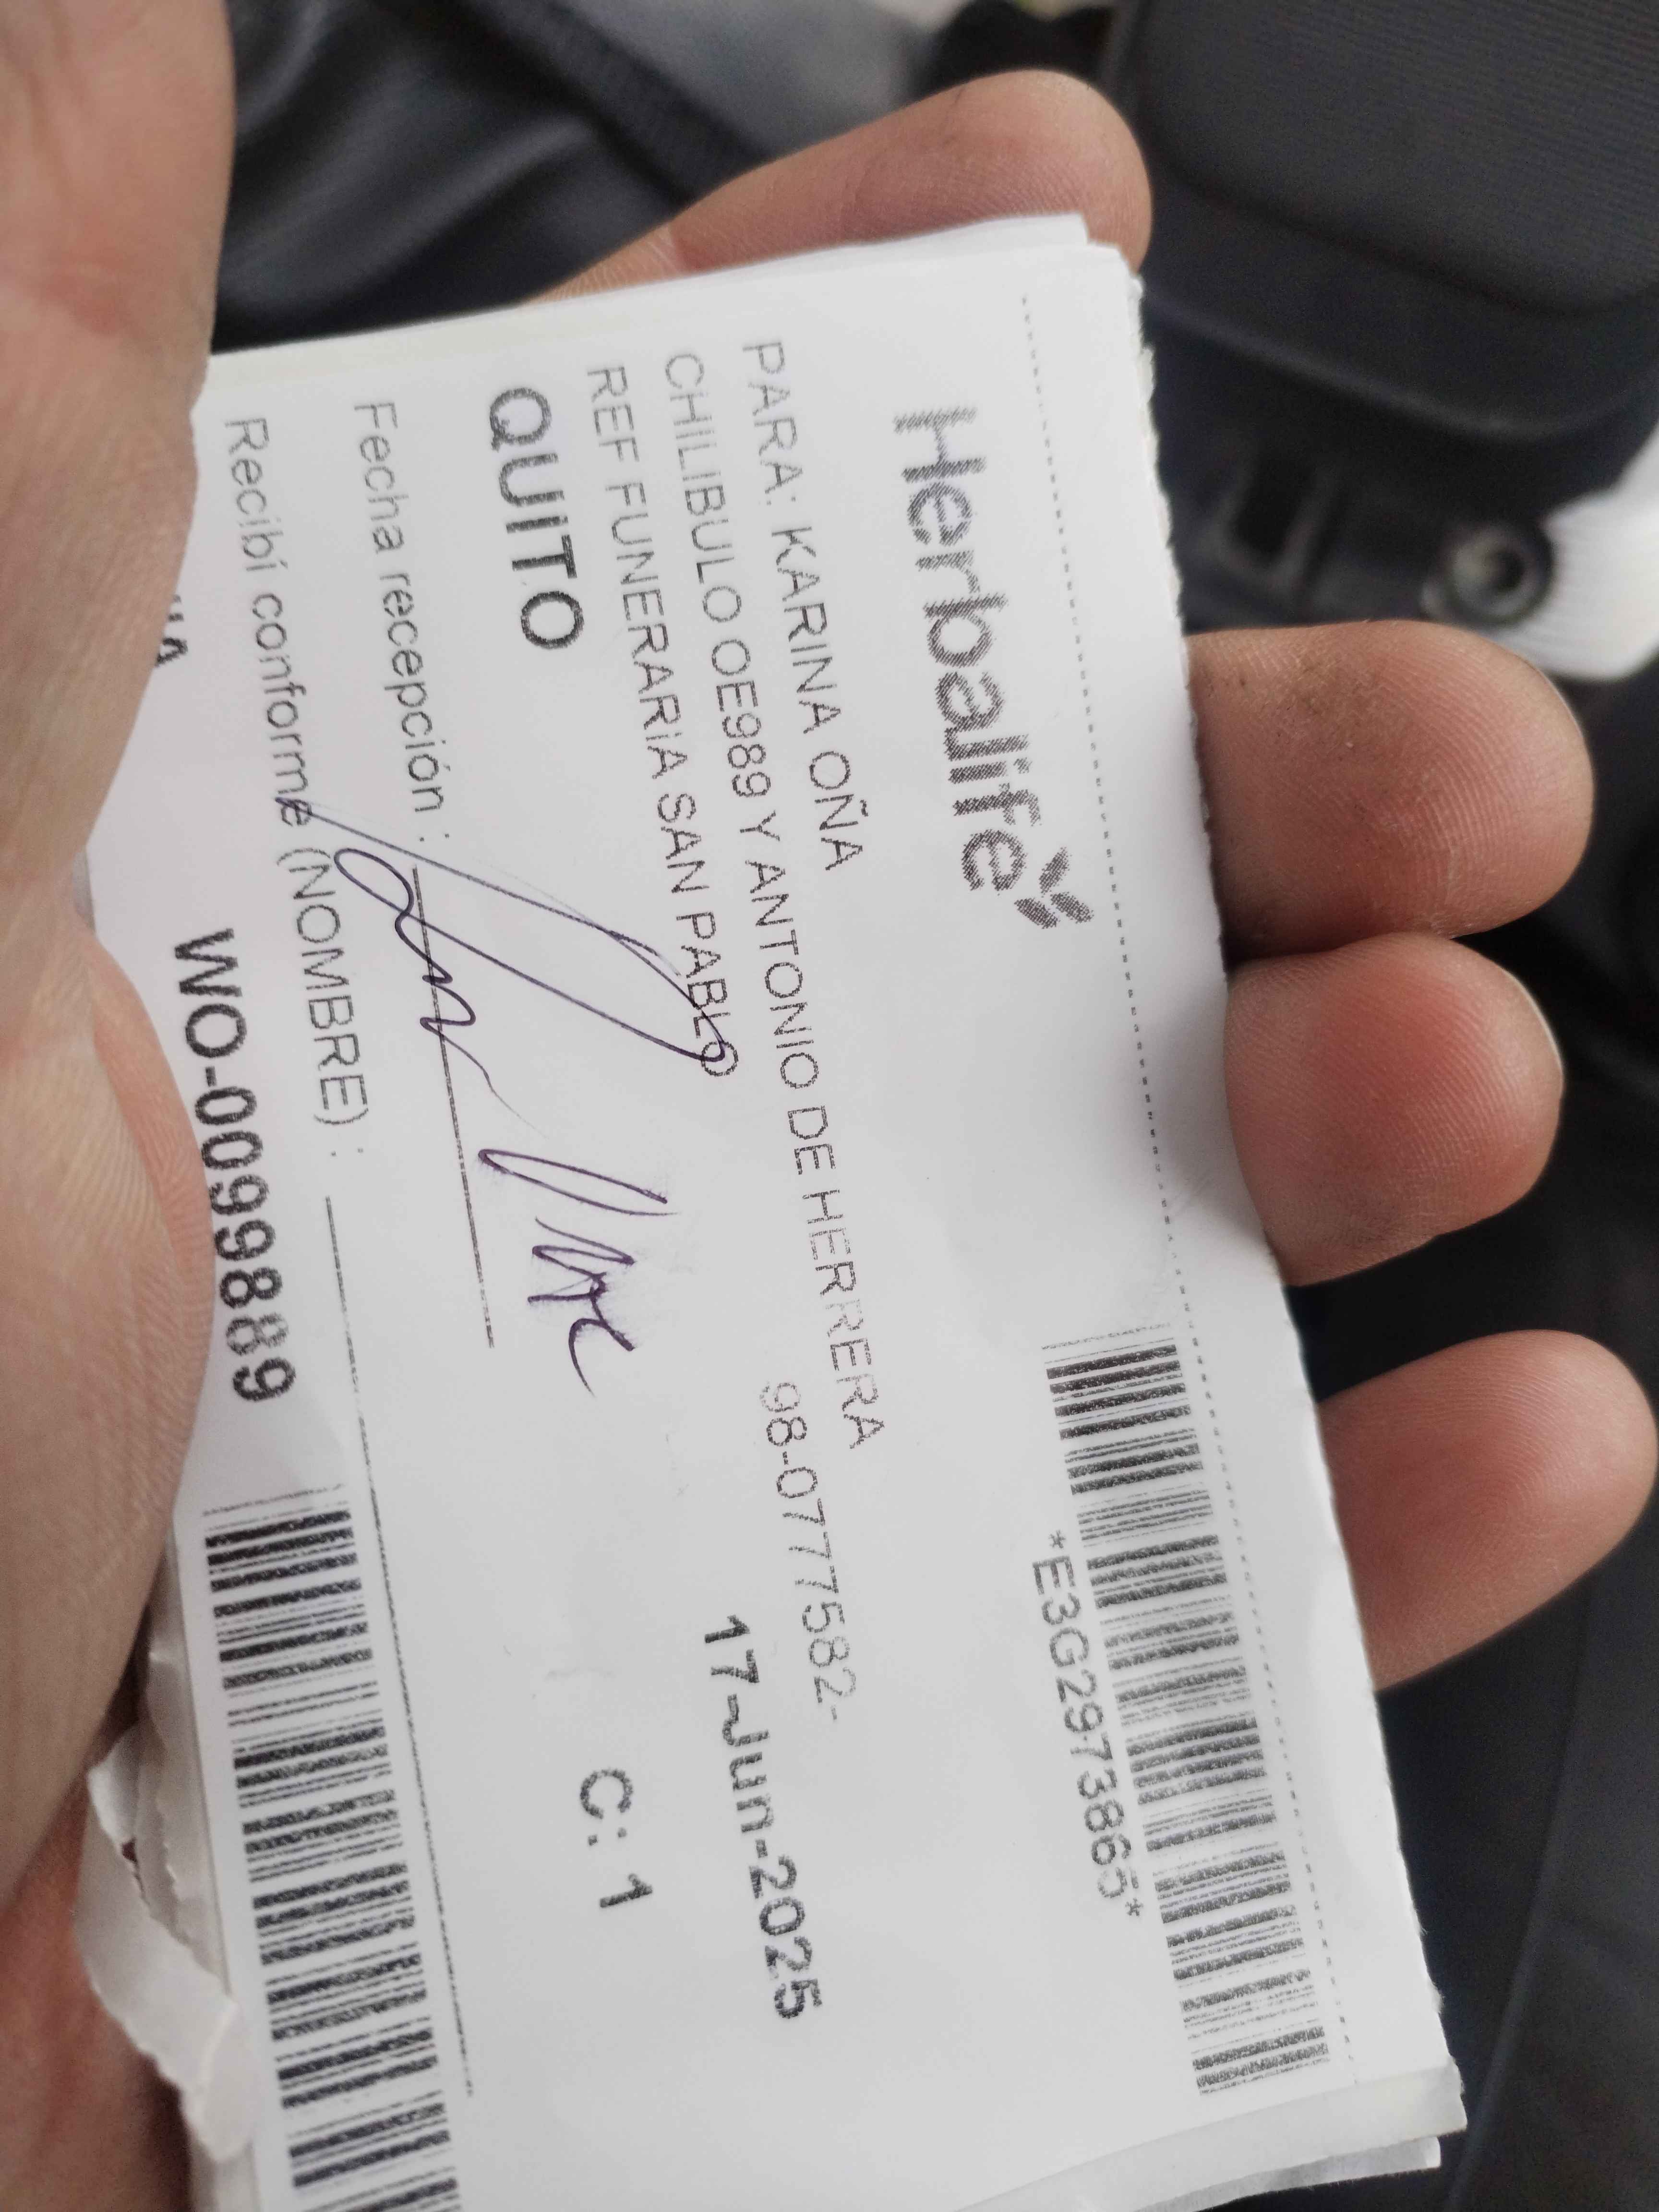 Herbalife
*E3G2973865*
PARA: KARINA OÑA
CHILIBULO OE989 Y ANTONIO DE HERRERA
REF FUNERARIA SAN PABLO
98-0777582-
QUITO
17-Jun-2025
C: 1
Fecha recepción :
Recibí conforme (NOMBRE) :
WO-0099889